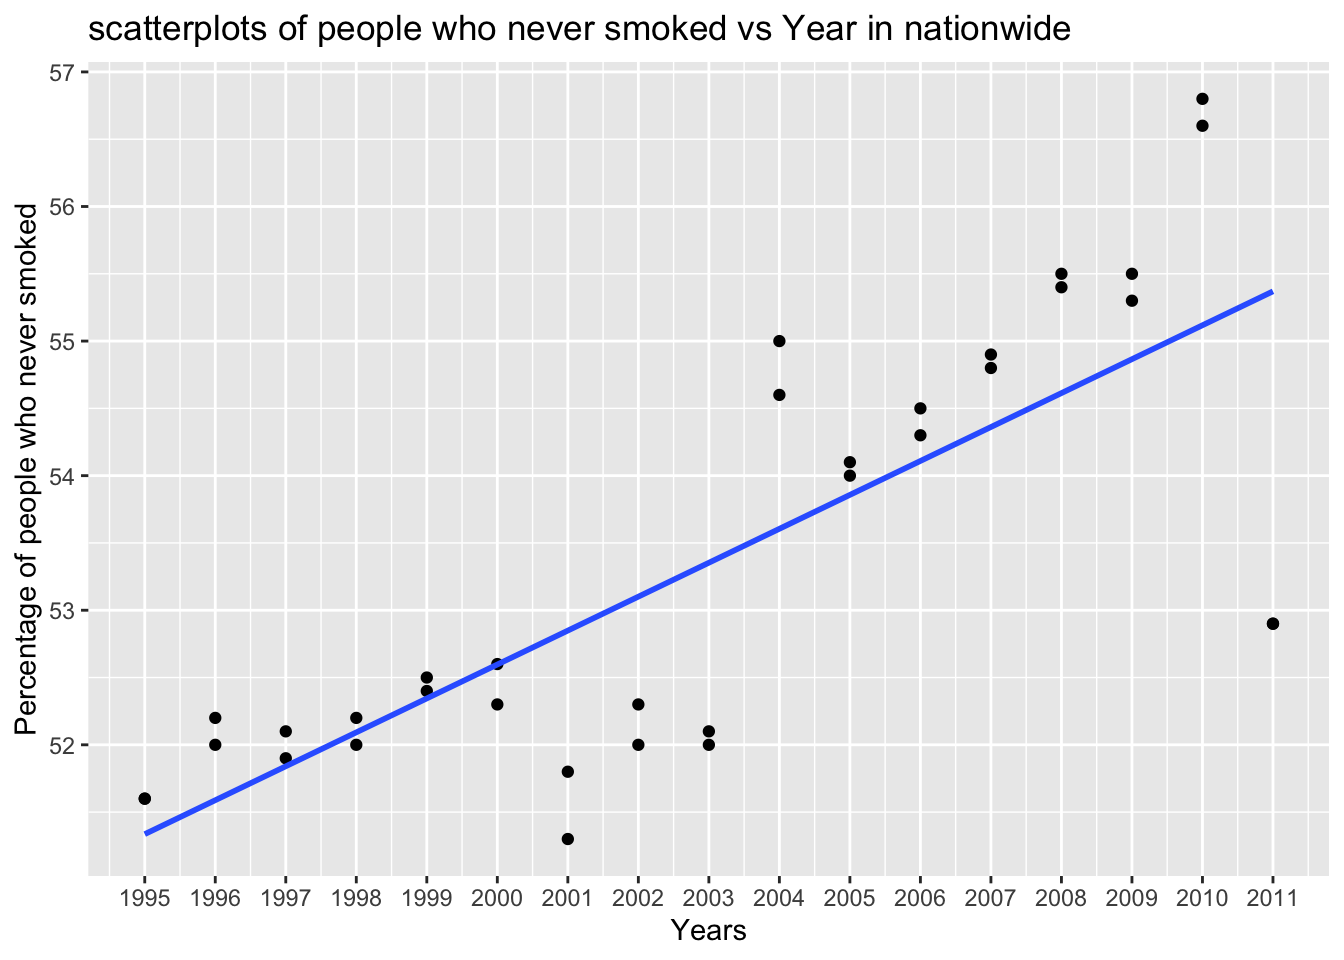 scatterplots of people who never smoked vs Year in nationwide
Percentage of people who never smoked
57
56
55
54
53
52
1995 1996 1997 1998 1999 2000 2001 2002 2003 2004 2005 2006 2007 2008 2009 2010 2011
Years